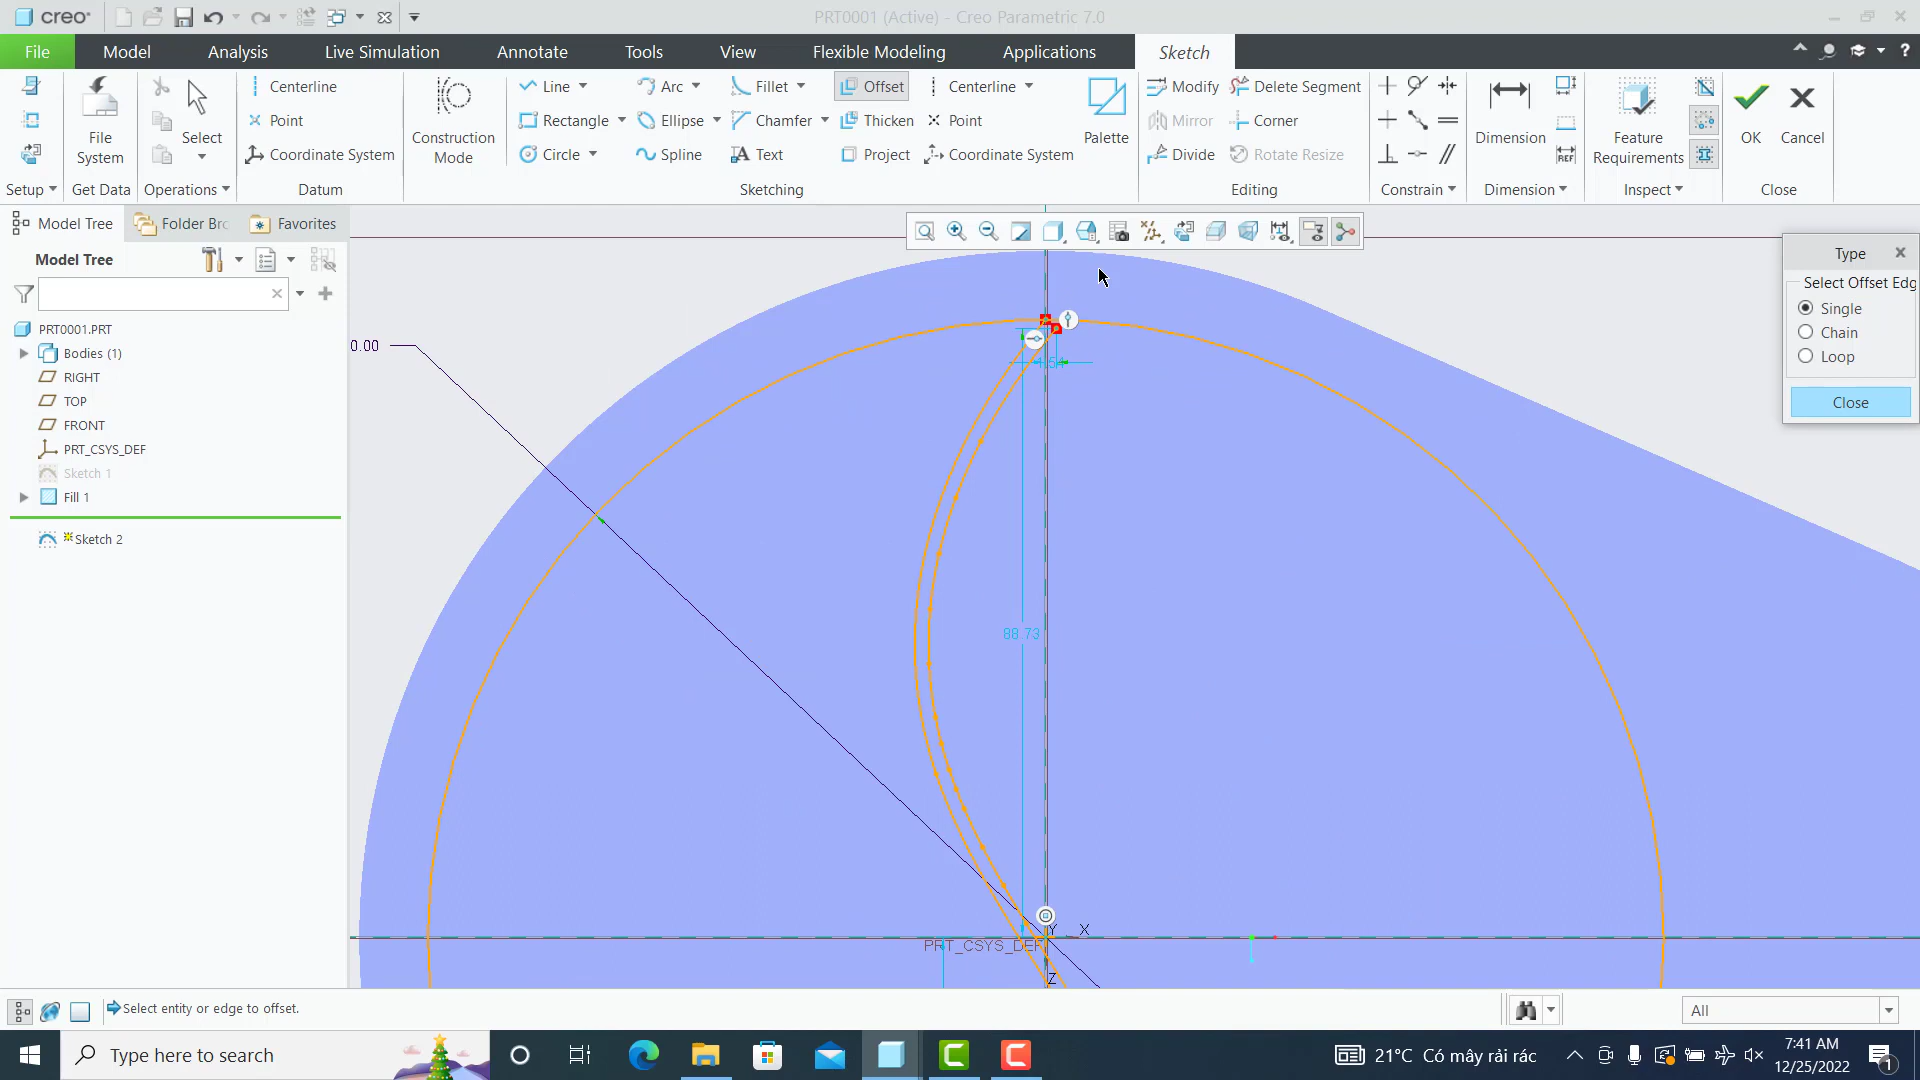 creo
PRT0001 (Active) - Creo Parametric 7.0
File Model Analysis Live Simulation Annotate Tools View Flexible Modeling Applications Sketch
Centerline Line Arc Fillet Offset Centerline Modify Delete Segment
File System Select Point Construction Mode Rectangle Ellipse Chamfer Thicken Point Palette Mirror Corner Dimension REF Feature Requirements OK Cancel
Coordinate System Circle Spline Text Project Coordinate System Divide Rotate Resize
Setup Get Data Operations Datum Sketching Editing Constrain Dimension Inspect Close
Model Tree Folder Bro Favorites
Model Tree
PRT0001.PRT
Bodies (1)
RIGHT
TOP
FRONT
PRT_CSYS_DEF
Sketch 1
Fill 1
Sketch 2
0.00
88.73
Y X
PRT_CSYS_DEF
Z
Type
Select Offset Edg
Single
Chain
Loop
Close
Select entity or edge to offset.
All
Type here to search
21°C Có mây rải rác
7:41 AM
12/25/2022
1